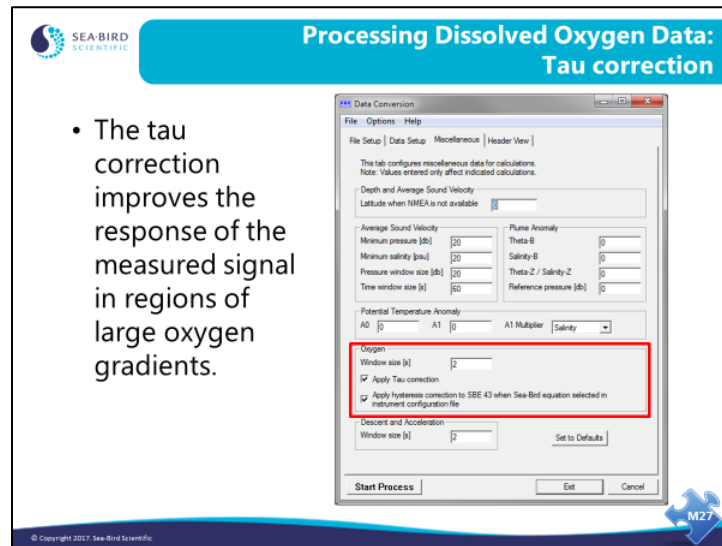 SEA·BIRD
SCIENTIFIC
Processing Dissolved Oxygen Data:
Tau correction
• The tau
correction
improves the
response of the
measured signal
in regions of
large oxygen
gradients.
Data Conversion
File Options Help
File Setup Data Setup Miscellaneous Header View
This tab configures miscellaneous data for calculations.
Note: Values entered only affect indicated calculations.
Depth and Average Sound Velocity
Latitude when NMEA is not available
Average Sound Velocity
Minimum pressure [db] 20
Minimum salinity [psu] 20
Pressure window size [db] 20
Time window size [s] 60
Plume Anomaly
Theta-B 0
Salinity-B 0
Theta-Z / Salinity-Z 0
Reference pressure [db] 0
Potential Temperature Anomaly
A0 0 A1 0 A1 Multiplier Salinity
Oxygen
Window size [s] 2
Apply Tau correction
Apply hysteresis correction to SBE 43 when Sea-Bird equation selected in
instrument configuration file
Descent and Acceleration
Window size [s] 2
Set to Defaults
Start Process Exit Cancel
M27
© Copyright 2017. Sea-Bird Scientific